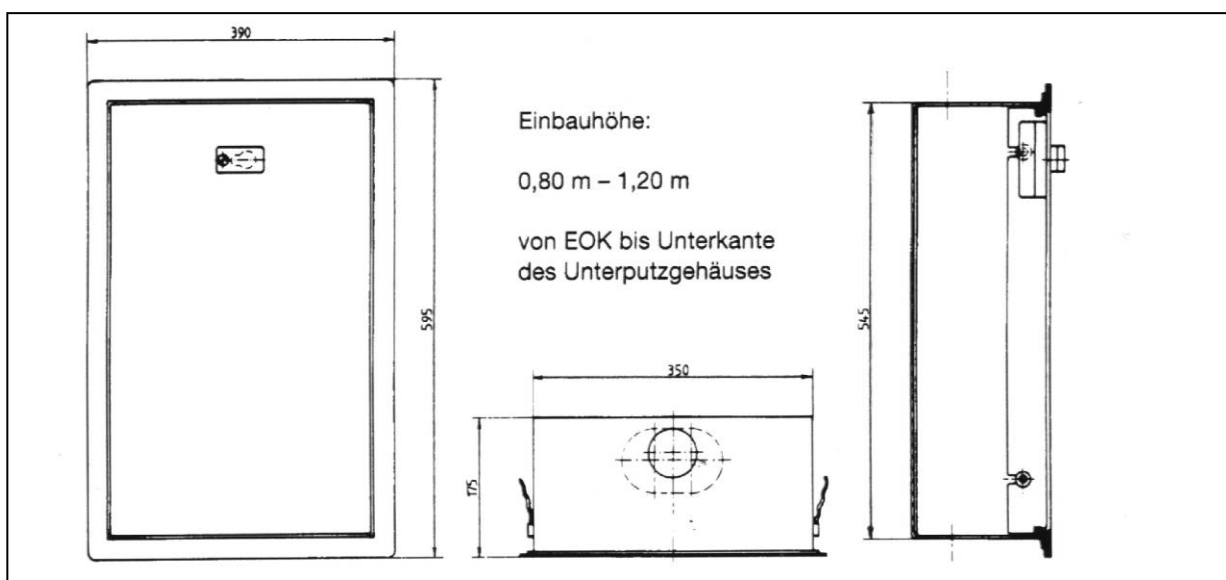 390
595
Einbauhöhe:
0,80 m – 1,20 m
von EOK bis Unterkante
des Unterputzgehäuses
350
175
545